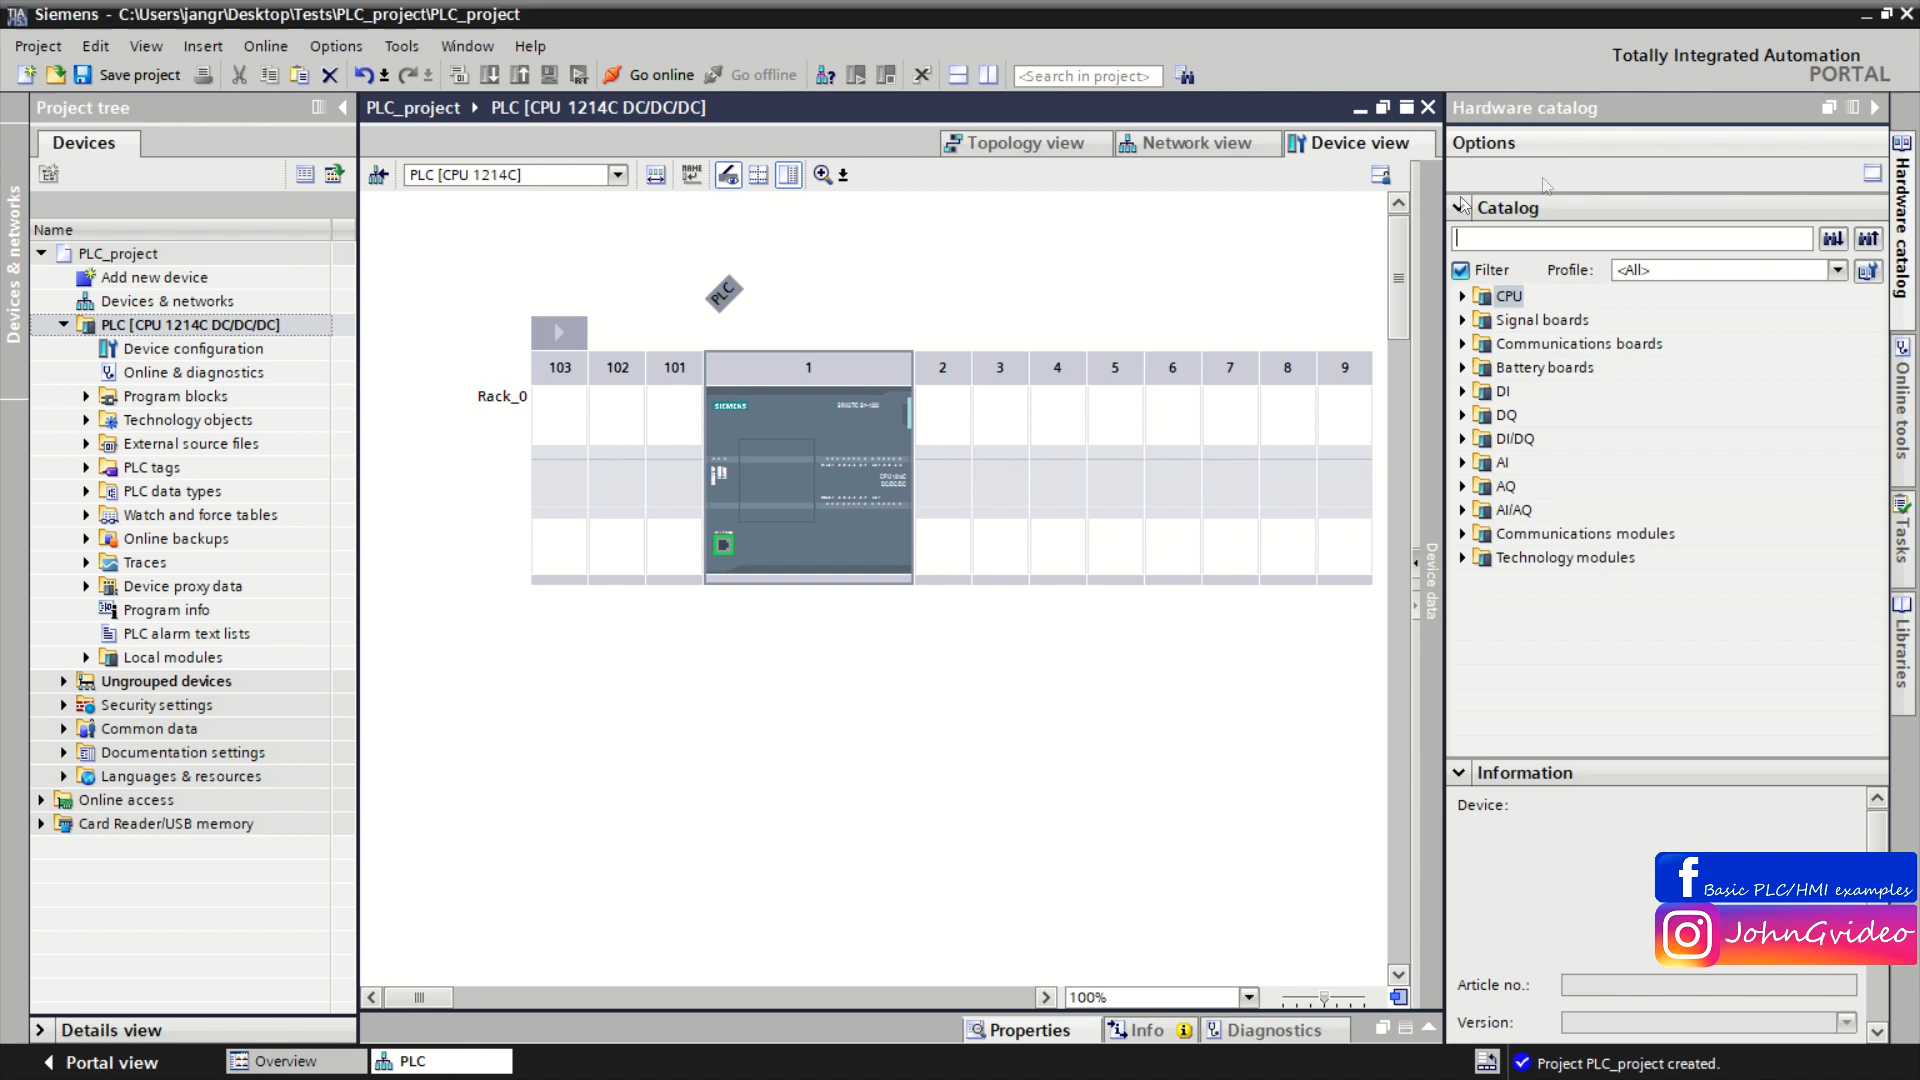 Siemens - C:\Users\jangr\Desktop\Tests\PLC_project\PLC_project
Project Edit View Insert Online Options Tools Window Help
Totally Integrated Automation
PORTAL
Save project
Go online
Go offline
<Search in project>
Project tree
PLC_project PLC [CPU 1214C DC/DC/DC]
Hardware catalog
Devices
Topology view
Network view
Device view
Options
PLC [CPU 1214C]
Devices & networks
Name
PLC_project
Add new device
Devices & networks
PLC [CPU 1214C DC/DC/DC]
Device configuration
Online & diagnostics
Program blocks
Technology objects
External source files
PLC tags
PLC data types
Watch and force tables
Online backups
Traces
Device proxy data
Program info
PLC alarm text lists
Local modules
Ungrouped devices
Security settings
Common data
Documentation settings
Languages & resources
Online access
Card Reader/USB memory
Details view
PLC
103 102 101 1 2 3 4 5 6 7 8 9
Rack_0
SIEMENS
Device data
100%
Properties
Info
Diagnostics
Catalog
Filter
Profile: <All>
CPU
Signal boards
Communications boards
Battery boards
DI
DQ
DI/DQ
AI
AQ
AI/AQ
Communications modules
Technology modules
Information
Device:
Article no.:
Version:
Hardware catalog
Online tools
Tasks
Libraries
Basic PLC/HMI examples
JohnGvideo
Portal view
Overview
PLC
Project PLC_project created.